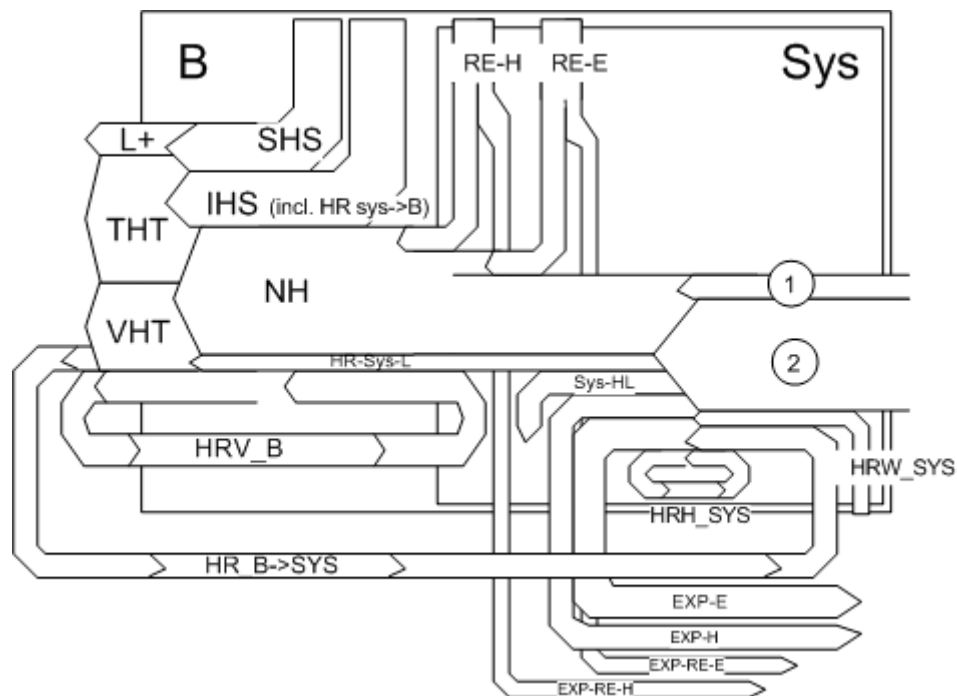 B
Sys
RE-H
RE-E
L+
SHS
IHS (incl. HR sys->B)
THT
NH
1
VHT
HR-Sys-L
2
Sys-HL
HRV_B
HRW_SYS
HRH_SYS
HR_B->SYS
EXP-E
EXP-H
EXP-RE-E
EXP-RE-H